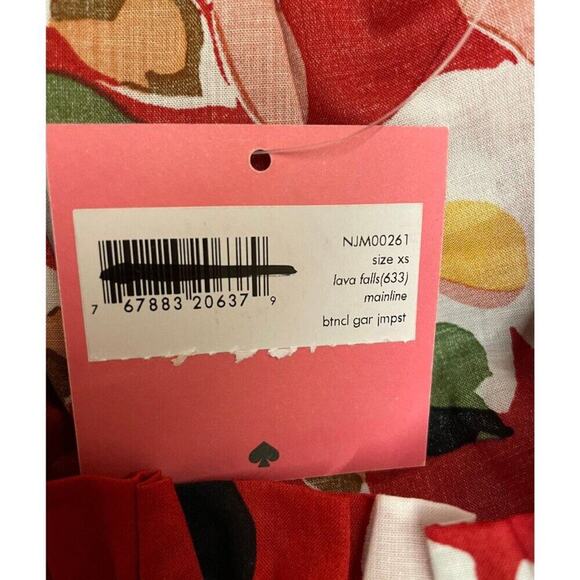 NJM00261
size xs
lava falls(633)
mainline
btncl gar jmpst
7 67883 20637 9